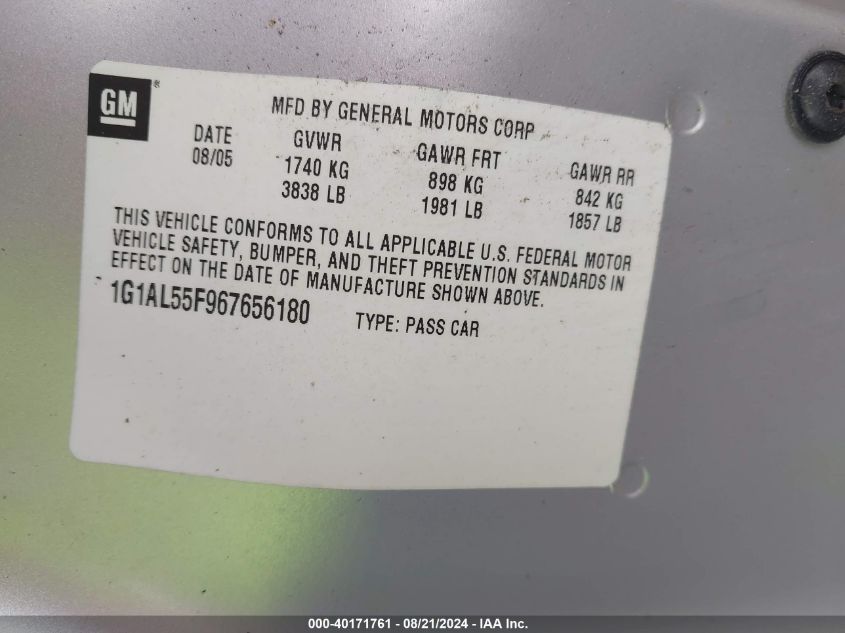 GM ®
MFD BY GENERAL MOTORS CORP
DATE GVWR GAWR FRT GAWR RR
08/05 1740 KG 898 KG 842 KG
3838 LB 1981 LB 1857 LB
THIS VEHICLE CONFORMS TO ALL APPLICABLE U.S. FEDERAL MOTOR
VEHICLE SAFETY, BUMPER, AND THEFT PREVENTION STANDARDS IN
EFFECT ON THE DATE OF MANUFACTURE SHOWN ABOVE.
1G1AL55F967656180 TYPE: PASS CAR
000-40171761 - 08/21/2024 - IAA Inc.